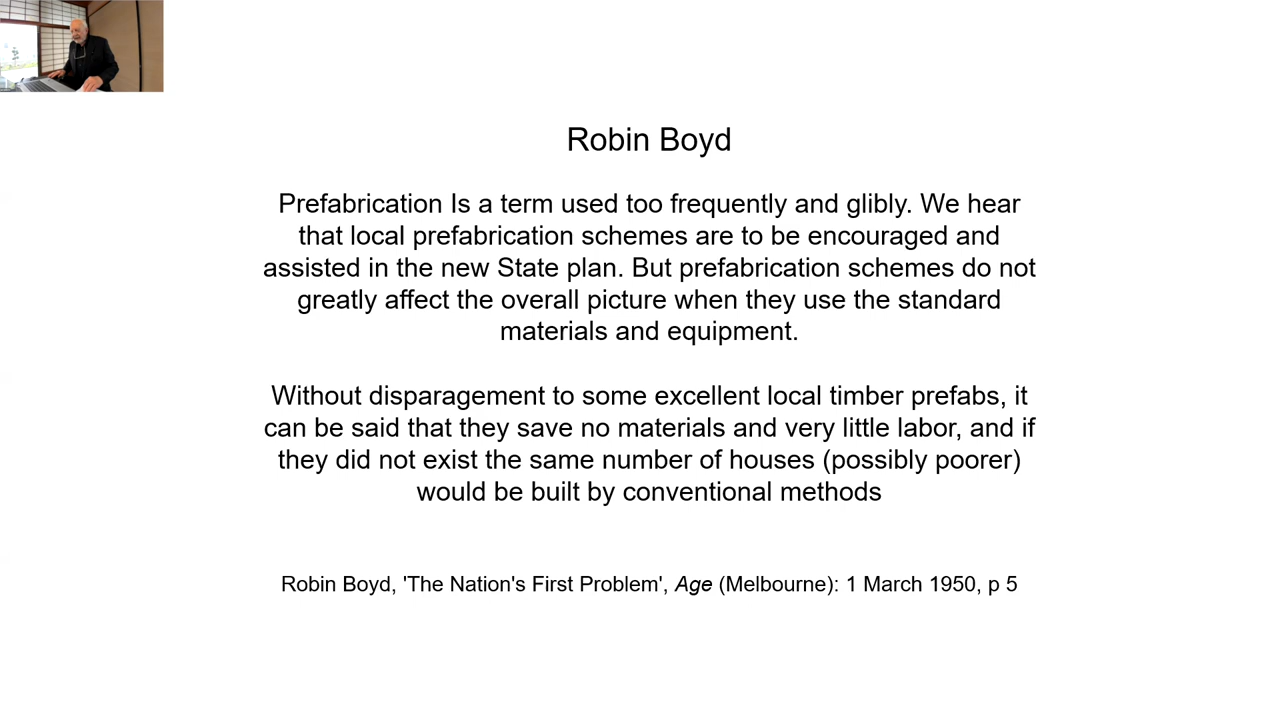 Robin Boyd
Prefabrication Is a term used too frequently and glibly. We hear
that local prefabrication schemes are to be encouraged and
assisted in the new State plan. But prefabrication schemes do not
greatly affect the overall picture when they use the standard
materials and equipment.
Without disparagement to some excellent local timber prefabs, it
can be said that they save no materials and very little labor, and if
they did not exist the same number of houses (possibly poorer)
would be built by conventional methods
Robin Boyd, 'The Nation's First Problem', Age (Melbourne): 1 March 1950, p 5